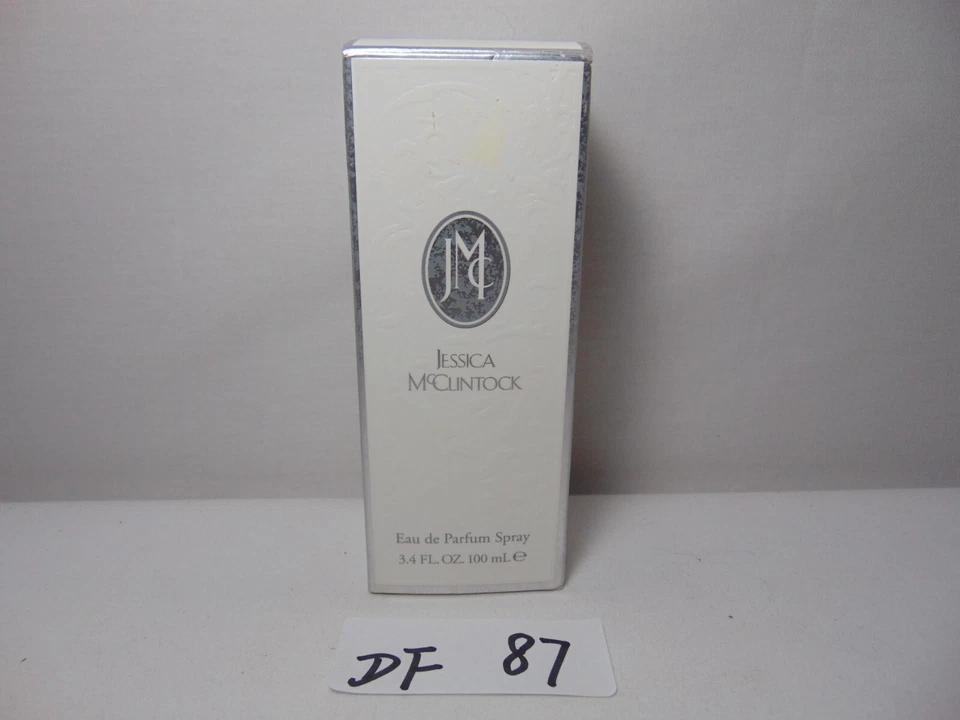 JMC
JESSICA
McCLINTOCK
Eau de Parfum Spray
3.4 FL. OZ. 100 mL ℮
DF 87